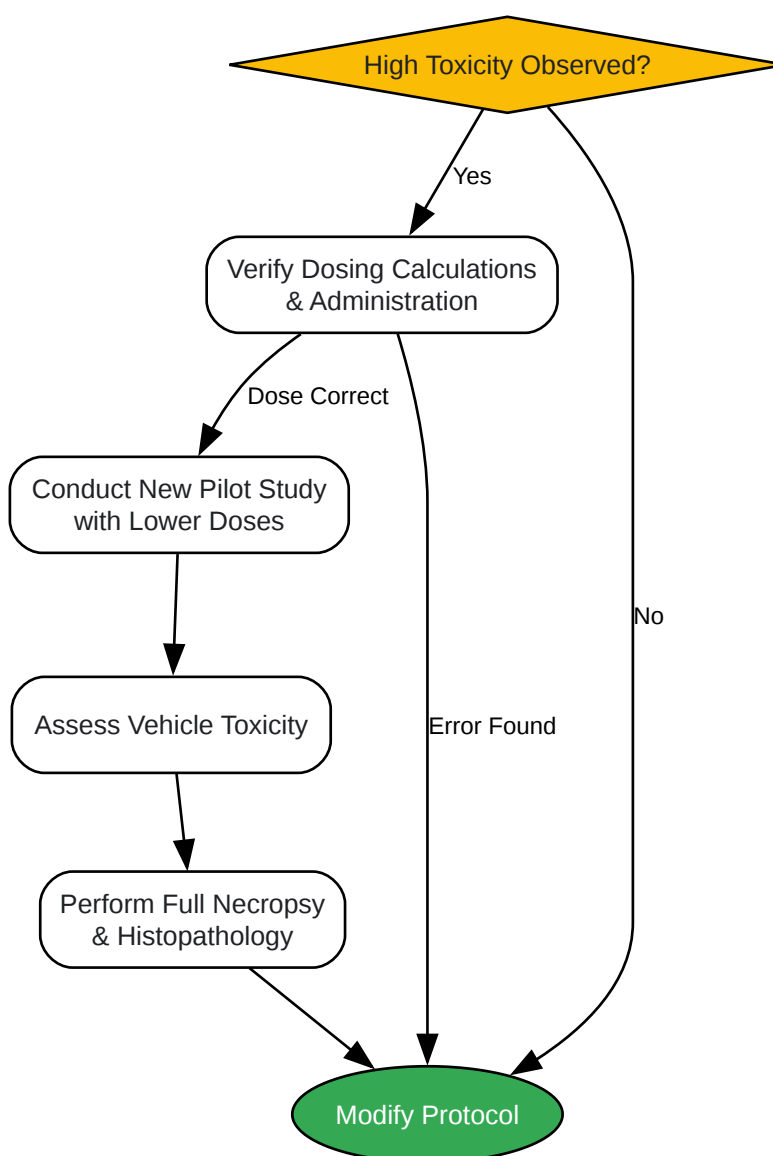 High Toxicity Observed?
Yes
Verify Dosing Calculations
& Administration
Dose Correct
Conduct New Pilot Study
with Lower Doses
No
Assess Vehicle Toxicity
Error Found
Perform Full Necropsy
& Histopathology
Modify Protocol